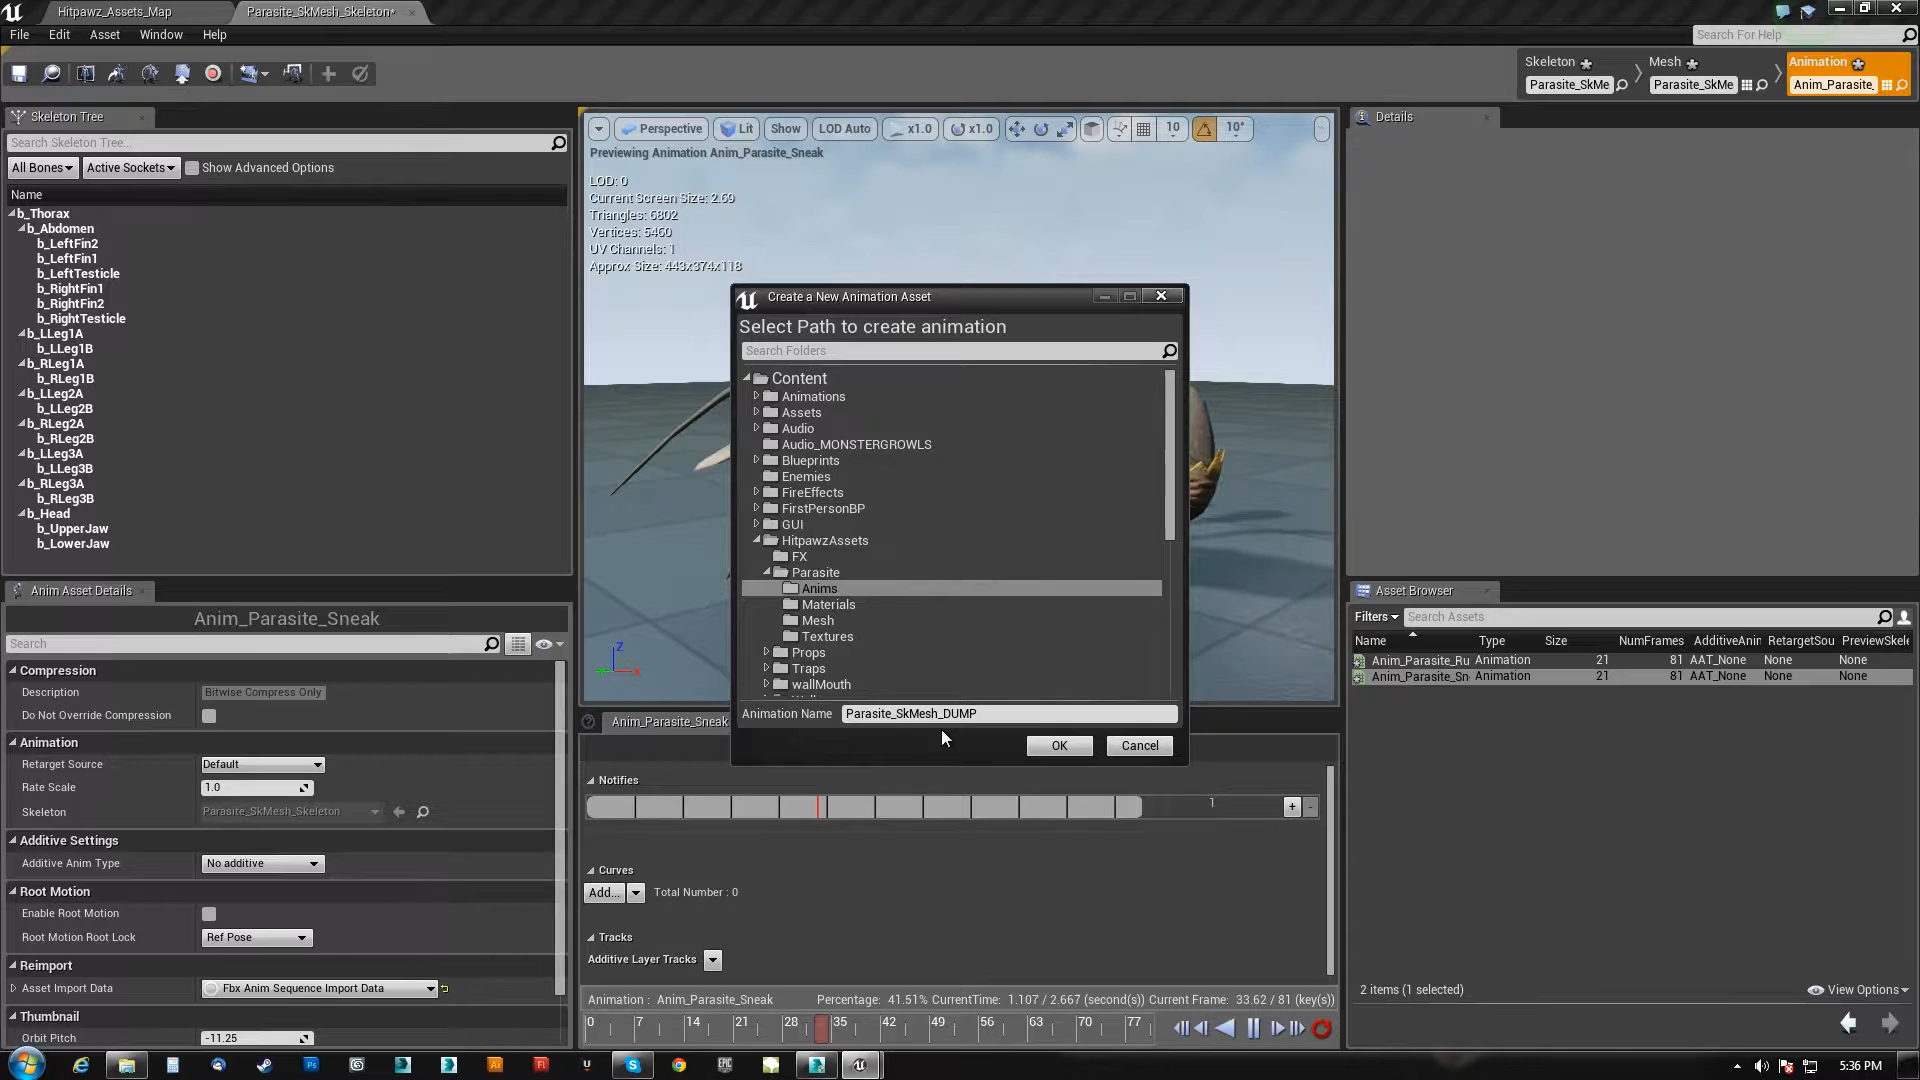 Hitpawz_Assets_Map
Parasite_SkMesh_Skeleton*
File Edit Asset Window Help
Search For Help
Skeleton
Parasite_SkMe
Mesh
Parasite_SkMe
Animation
Anim_Parasite_
Skeleton Tree
Search Skeleton Tree...
All Bones
Active Sockets
Show Advanced Options
Name
b_Thorax
b_Abdomen
b_LeftFin2
b_LeftFin1
b_LeftTesticle
b_RightFin1
b_RightFin2
b_RightTesticle
b_LLeg1A
b_LLeg1B
b_RLeg1A
b_RLeg1B
b_LLeg2A
b_LLeg2B
b_RLeg2A
b_RLeg2B
b_LLeg3A
b_LLeg3B
b_RLeg3A
b_RLeg3B
b_Head
b_UpperJaw
b_LowerJaw
Perspective Lit Show LOD Auto x1.0 x1.0 10 10°
Previewing Animation Anim_Parasite_Sneak
LOD: 0
Current Screen Size: 2.69
Triangles: 6802
Vertices: 5460
UV Channels: 1
Approx Size: 443x374x118
Z
X
Create a New Animation Asset
Select Path to create animation
Search Folders
Content
Animations
Assets
Audio
Audio_MONSTERGROWLS
Blueprints
Enemies
FireEffects
FirstPersonBP
GUI
HitpawzAssets
FX
Parasite
Anims
Materials
Mesh
Textures
Props
Traps
wallMouth
Animation Name Parasite_SkMesh_DUMP
OK Cancel
Details
Anim Asset Details
Anim_Parasite_Sneak
Search
Compression
Description Bitwise Compress Only
Do Not Override Compression
Animation
Retarget Source Default
Rate Scale 1.0
Skeleton Parasite_SkMesh_Skeleton
Additive Settings
Additive Anim Type No additive
Root Motion
Enable Root Motion
Root Motion Root Lock Ref Pose
Reimport
Asset Import Data Fbx Anim Sequence Import Data
Thumbnail
Orbit Pitch -11.25
Anim_Parasite_Sneak
Notifies
1
+ -
Curves
Add... Total Number : 0
Tracks
Additive Layer Tracks
Animation : Anim_Parasite_Sneak Percentage: 41.51% CurrentTime: 1.107 / 2.667 (second(s)) Current Frame: 33.62 / 81 (key(s))
0 7 14 21 28 35 42 49 56 63 70 77
Asset Browser
Filters
Search Assets
Name Type Size NumFrames AdditiveAnin RetargetSou PreviewSkele
Anim_Parasite_Ru Animation 21 81 AAT_None None None
Anim_Parasite_Sn Animation 21 81 AAT_None None None
2 items (1 selected)
View Options
Ps
Ai
Fl
EPIC
5:36 PM